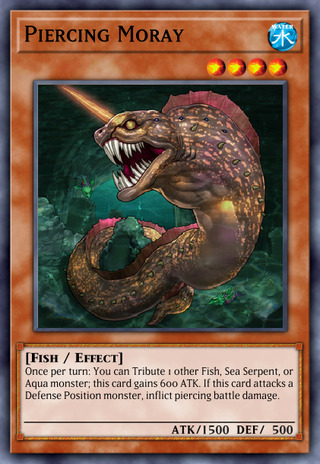 Piercing Moray
WATER
水
[Fish / Effect]
Once per turn: You can Tribute 1 other Fish, Sea Serpent, or
Aqua monster; this card gains 600 ATK. If this card attacks a
Defense Position monster, inflict piercing battle damage.
ATK/1500 DEF/ 500